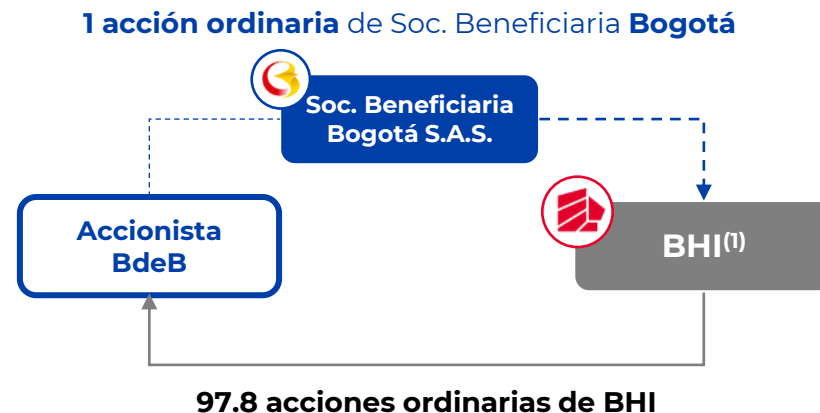 1 acción ordinaria de Soc. Beneficiaria Bogotá
Soc. Beneficiaria
Bogotá S.A.S.
Accionista
BdeB
BHI(1)
97.8 acciones ordinarias de BHI